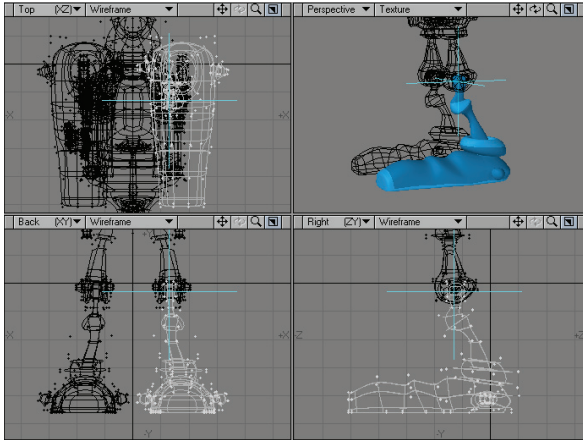 Top (XZ) Wireframe
Perspective Texture
-X +X
Back (XY) Wireframe
Right (ZY) Wireframe
+Y
-X +X
-Z +Z
-Y -Y